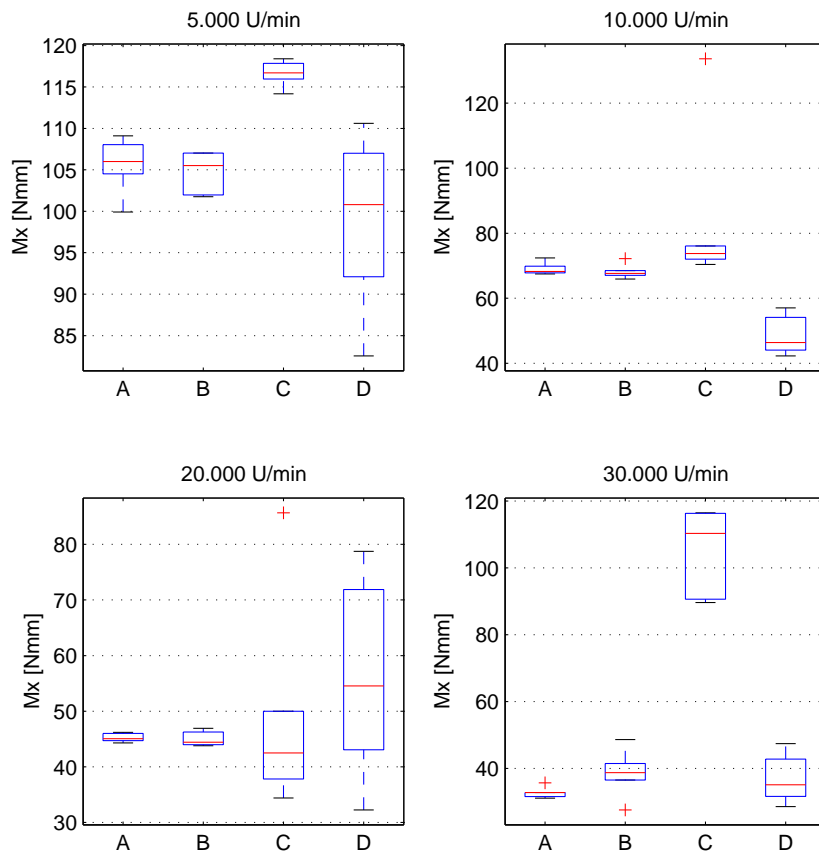 5.000 U/min
Mx [Nmm]
120
115
110
105
100
95
90
85
A B C D
10.000 U/min
Mx [Nmm]
120
100
80
60
40
A B C D
20.000 U/min
Mx [Nmm]
80
70
60
50
40
30
A B C D
30.000 U/min
Mx [Nmm]
120
100
80
60
40
A B C D